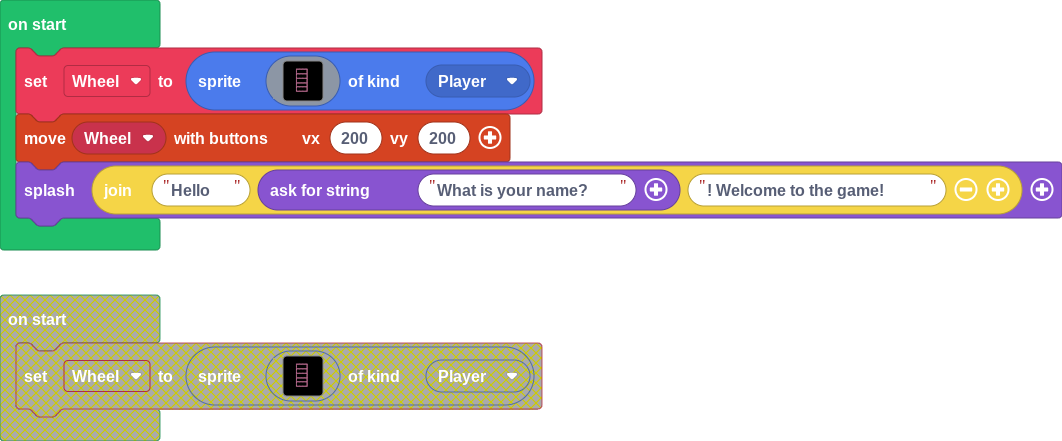 on start
set Wheel to sprite of kind Player
move Wheel with buttons vx 200 vy 200
splash join "Hello " ask for string "What is your name? " "! Welcome to the game! "
on start
set Wheel to sprite of kind Player